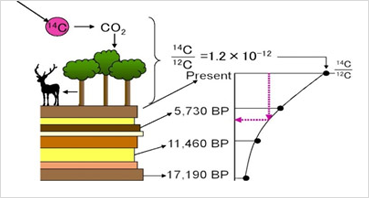 ¹⁴C → CO₂
¹⁴C/¹²C = 1.2 × 10⁻¹²
¹⁴C/¹²C
Present
5,730 BP
11,460 BP
17,190 BP